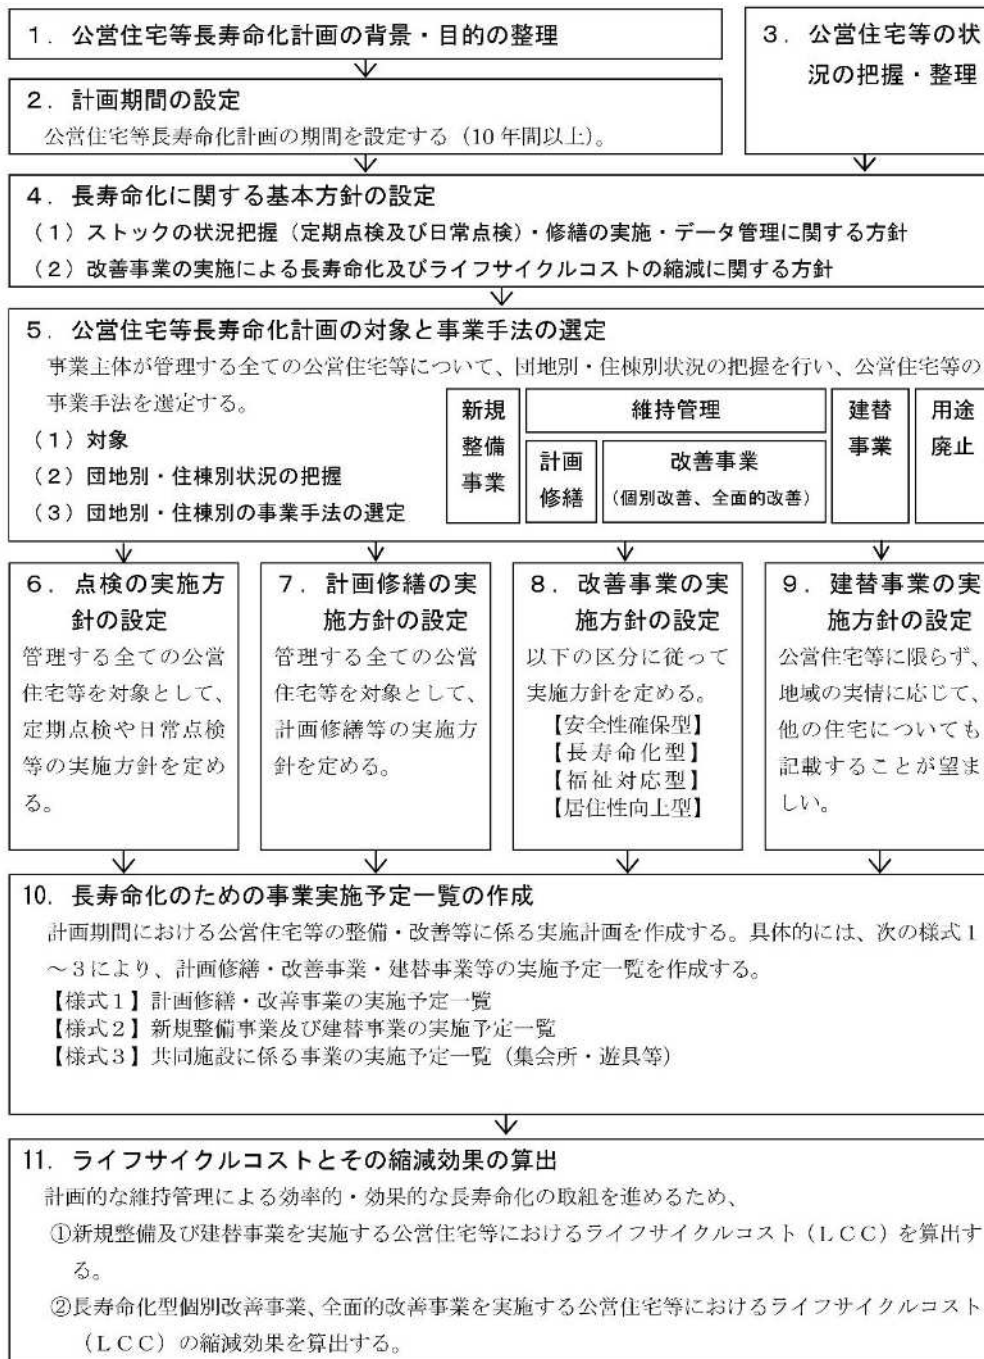 1．公営住宅等長寿命化計画の背景・目的の整理
3．公営住宅等の状
況の把握・整理
2．計画期間の設定
公営住宅等長寿命化計画の期間を設定する（10 年間以上）。
4．長寿命化に関する基本方針の設定
（1）ストックの状況把握（定期点検及び日常点検）・修繕の実施・データ管理に関する方針
（2）改善事業の実施による長寿命化及びライフサイクルコストの縮減に関する方針
5．公営住宅等長寿命化計画の対象と事業手法の選定
事業主体が管理する全ての公営住宅等について、団地別・住棟別状況の把握を行い、公営住宅等の
事業手法を選定する。
（1）対象
（2）団地別・住棟別状況の把握
（3）団地別・住棟別の事業手法の選定
新規
整備
事業
維持管理
計画
修繕
改善事業
（個別改善、全面的改善）
建替
事業
用途
廃止
6．点検の実施方
針の設定
管理する全ての公営
住宅等を対象として、
定期点検や日常点検
等の実施方針を定め
る。
7．計画修繕の実
施方針の設定
管理する全ての公営
住宅等を対象として、
計画修繕等の実施方
針を定める。
8．改善事業の実
施方針の設定
以下の区分に従って
実施方針を定める。
【安全性確保型】
【長寿命化型】
【福祉対応型】
【居住性向上型】
9．建替事業の実
施方針の設定
公営住宅等に限らず、
地域の実情に応じて、
他の住宅についても
記載することが望ま
しい。
10．長寿命化のための事業実施予定一覧の作成
計画期間における公営住宅等の整備・改善等に係る実施計画を作成する。具体的には、次の様式1
～3により、計画修繕・改善事業・建替事業等の実施予定一覧を作成する。
【様式1】計画修繕・改善事業の実施予定一覧
【様式2】新規整備事業及び建替事業の実施予定一覧
【様式3】共同施設に係る事業の実施予定一覧（集会所・遊具等）
11．ライフサイクルコストとその縮減効果の算出
計画的な維持管理による効率的・効果的な長寿命化の取組を進めるため、
①新規整備及び建替事業を実施する公営住宅等におけるライフサイクルコスト（ＬＣＣ）を算出す
る。
②長寿命化型個別改善事業、全面的改善事業を実施する公営住宅等におけるライフサイクルコスト
（ＬＣＣ）の縮減効果を算出する。